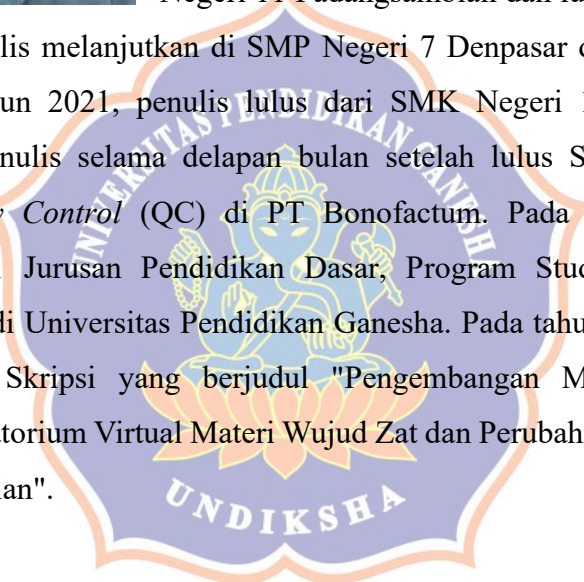 Negeri 11 Padangsambian dan
lis melanjutkan di SMP Negeri 7 Denpasar
un 2021, penulis lulus dari SMK Negeri
nulis selama delapan bulan setelah lulus S
Control (QC) di PT Bonofactum. Pada
Jurusan Pendidikan Dasar, Program Stud
di Universitas Pendidikan Ganesha. Pada tahu
Skripsi yang berjudul "Pengembangan M
torium Virtual Materi Wujud Zat dan Perubah
ian".
UNIVERSITAS PENDIDIKAN GANESHA
UNDIKSHA